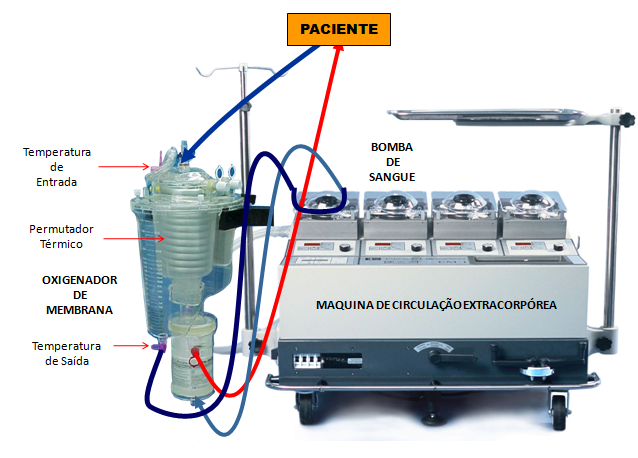 PACIENTE
BOMBA
DE
SANGUE
Temperatura
de
Entrada
Permutador
Térmico
OXIGENADOR
DE
MEMBRANA
MAQUINA DE CIRCULAÇÃO EXTRACORPÓREA
Temperatura
de Saída